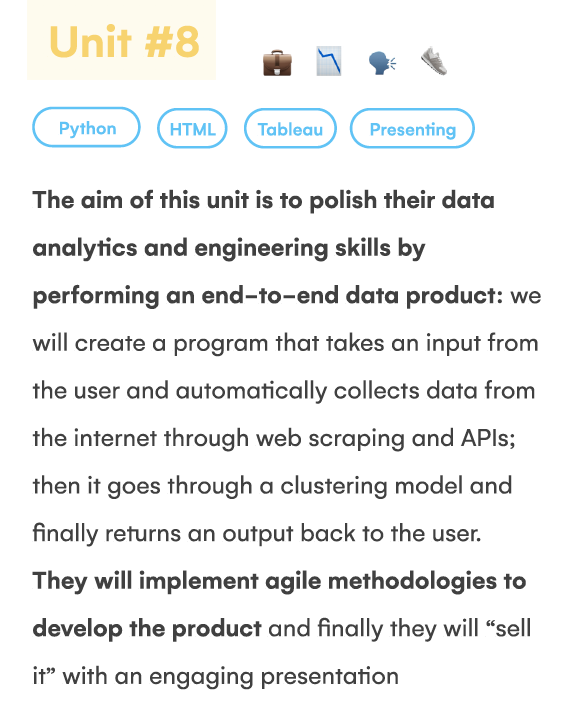 Unit #8
Python HTML Tableau Presenting
The aim of this unit is to polish their data
analytics and engineering skills by
performing an end-to-end data product: we
will create a program that takes an input from
the user and automatically collects data from
the internet through web scraping and APIs;
then it goes through a clustering model and
finally returns an output back to the user.
They will implement agile methodologies to
develop the product and finally they will “sell
it” with an engaging presentation